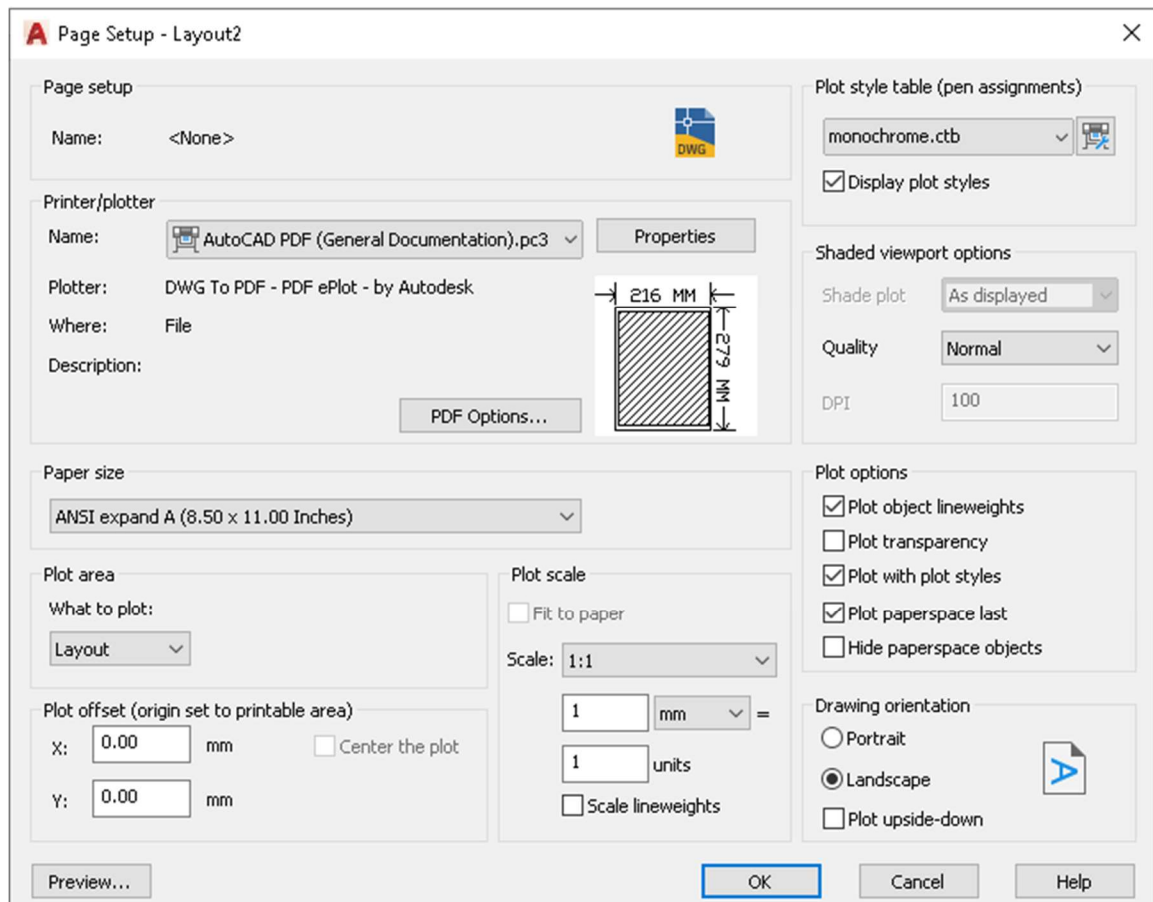 Page Setup - Layout2
Page setup
Name: <None>
DWG
Printer/plotter
Name: AutoCAD PDF (General Documentation).pc3 Properties
Plotter: DWG To PDF - PDF ePlot - by Autodesk
Where: File
Description:
PDF Options...
216 MM
279 MM
Paper size
ANSI expand A (8.50 x 11.00 Inches)
Plot area
What to plot:
Layout
Plot offset (origin set to printable area)
X: 0.00 mm Center the plot
Y: 0.00 mm
Plot scale
Fit to paper
Scale: 1:1
1 mm =
1 units
Scale lineweights
Plot style table (pen assignments)
monochrome.ctb
Display plot styles
Shaded viewport options
Shade plot As displayed
Quality Normal
DPI 100
Plot options
Plot object lineweights
Plot transparency
Plot with plot styles
Plot paperspace last
Hide paperspace objects
Drawing orientation
Portrait
Landscape
Plot upside-down
A
Preview... OK Cancel Help